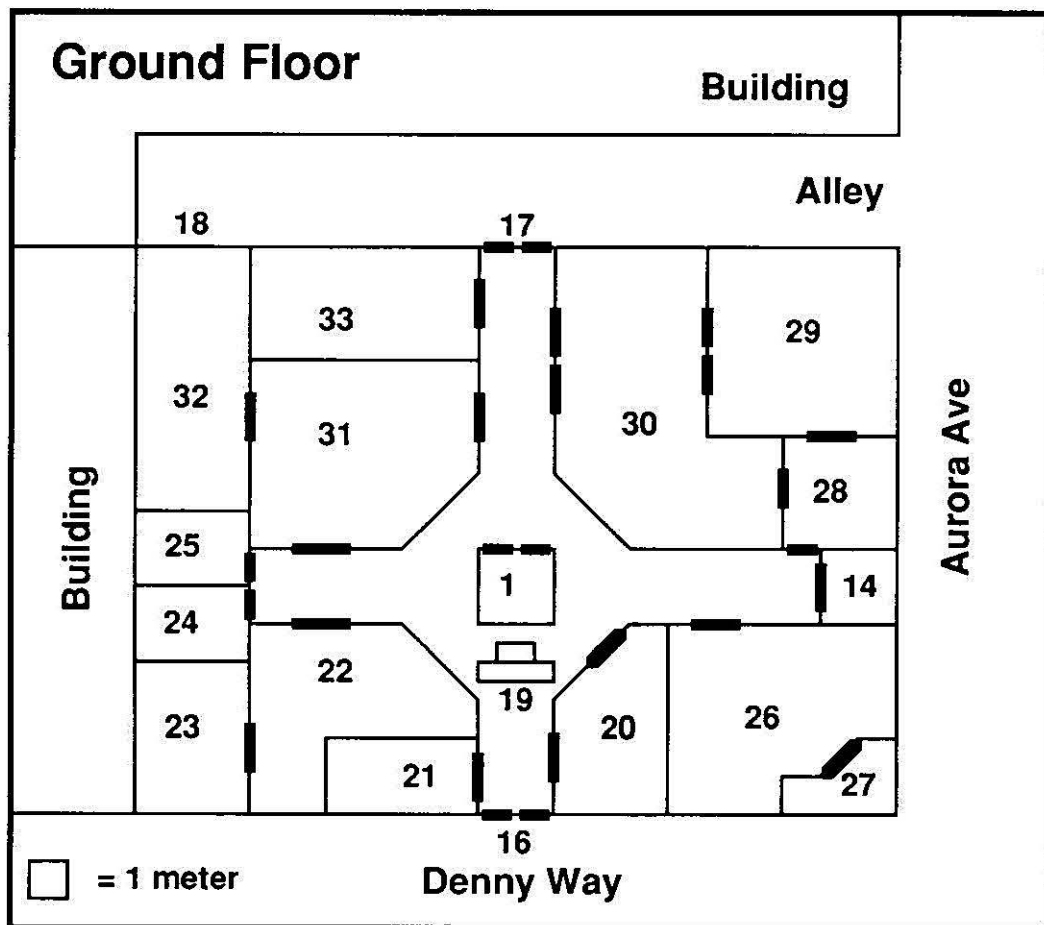 Ground Floor
Building
Alley
18
17
33
29
32
31
30
28
25
1
14
24
22
19
23
20
26
21
27
16
Building
Aurora Ave
= 1 meter
Denny Way